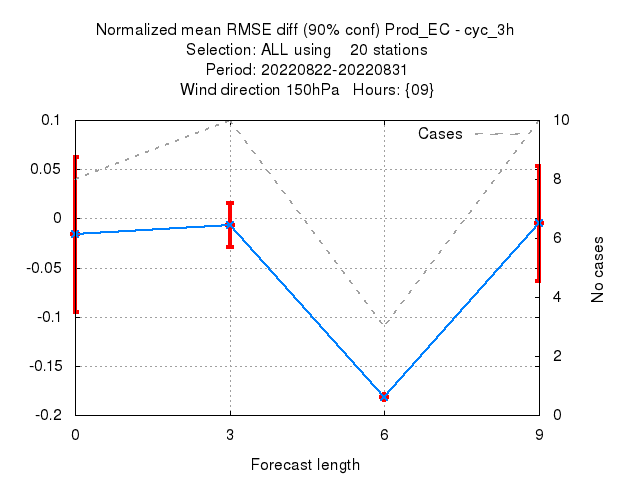 Normalized mean RMSE diff (90% conf) Prod_EC - cyc_3h
Selection: ALL using    20 stations
Period: 20220822-20220831
Wind direction 150hPa   Hours: {09}
Cases
0.1
0.05
0
-0.05
-0.1
-0.15
-0.2
10
8
6
4
2
0
No cases
0 3 6 9
Forecast length